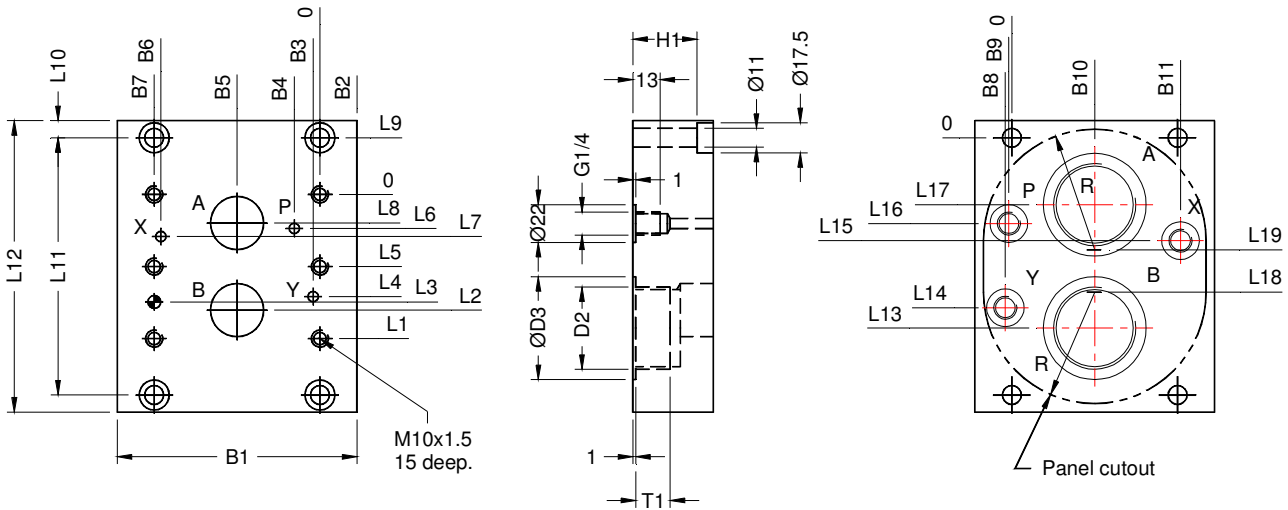 0
B6
B3
L10
B7
B5
B4
B2
L9
0
A
P
L8
L6
X
L7
L12
L11
L5
B
Y
L4
L3
L2
L1
M10x1.5
15 deep.
B1
H1
Ø17.5
13
Ø11
G1/4
1
Ø22
ØD3
D2
1
T1
0
B9
B8
B10
B11
0
A
R
P
L17
X
L16
L15
L19
Y
B
L18
L14
L13
R
Panel cutout